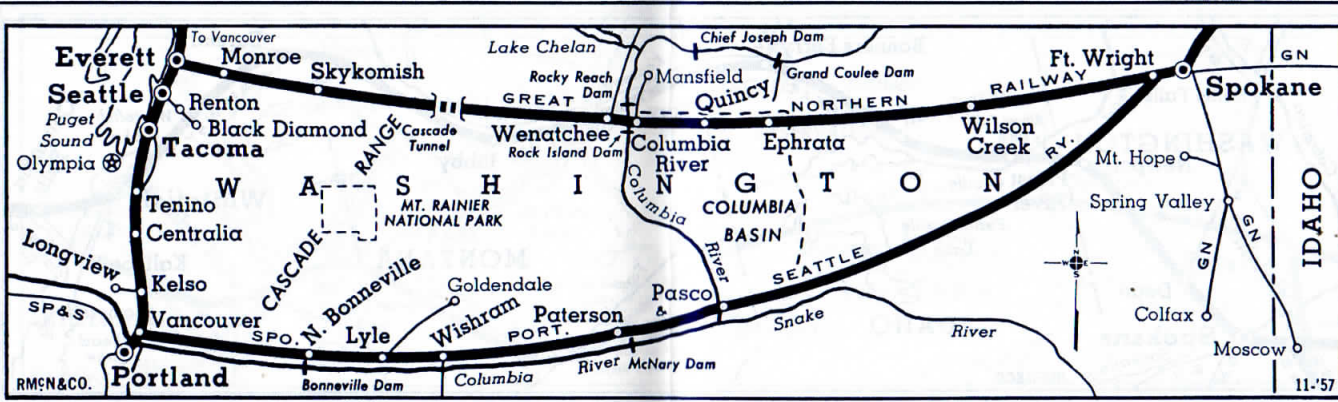 To Vancouver
Everett
Monroe
Skykomish
Seattle
Renton
Puget
Sound
Black Diamond
Tacoma
Olympia
Tenino
Centralia
Longview
Kelso
SP&S
Vancouver
Portland
RMCN&CO.
Lake Chelan
Chief Joseph Dam
Rocky Reach
Dam
Mansfield
Quincy
Grand Coulee Dam
GREAT NORTHERN RAILWAY
Ft. Wright
Spokane
GN
Cascade
Tunnel
Wenatchee
Rock Island Dam
Columbia
River
Ephrata
Wilson
Creek
CASCADE RANGE
WASHINGTON
MT. RAINIER
NATIONAL PARK
Columbia River
COLUMBIA
BASIN
Mt. Hope
Spring Valley
GN
GN
IDAHO
Colfax
Moscow
SPO. PORT. & SEATTLE RY.
N. Bonneville
Goldendale
Lyle
Wishram
Paterson
Pasco
Snake River
Bonneville Dam
Columbia River
McNary Dam
W E
11-'57